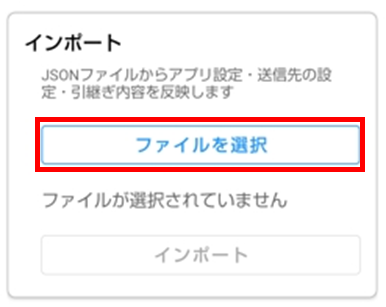 インポート
JSONファイルからアプリ設定・送信先の設
定・引継ぎ内容を反映します
ファイルを選択
ファイルが選択されていません
インポート